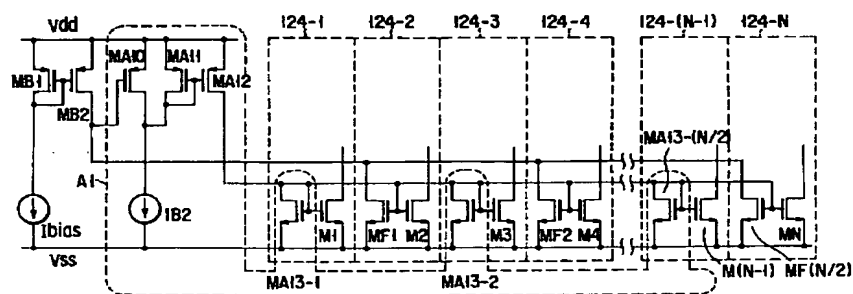 124-1 124-2 124-3 124-4 124-(N-1) 124-N
Vdd
MB1 MA10 MA11 MA12
MB2
MA13-(N/2)
A1
Ibias IB2 M1 MF1 M2 M3 MF2 M4 MN
Vss
MA13-1 MA13-2 M(N-1) MF(N/2)